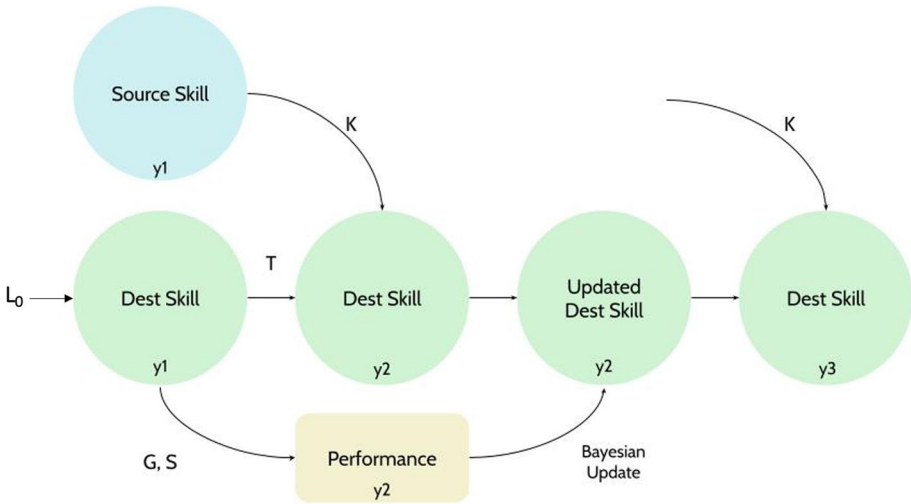 Source Skill
y1
K
K
L₀
Dest Skill
y1
T
Dest Skill
y2
Updated
Dest Skill
y2
Dest Skill
y3
G, S
Performance
y2
Bayesian
Update